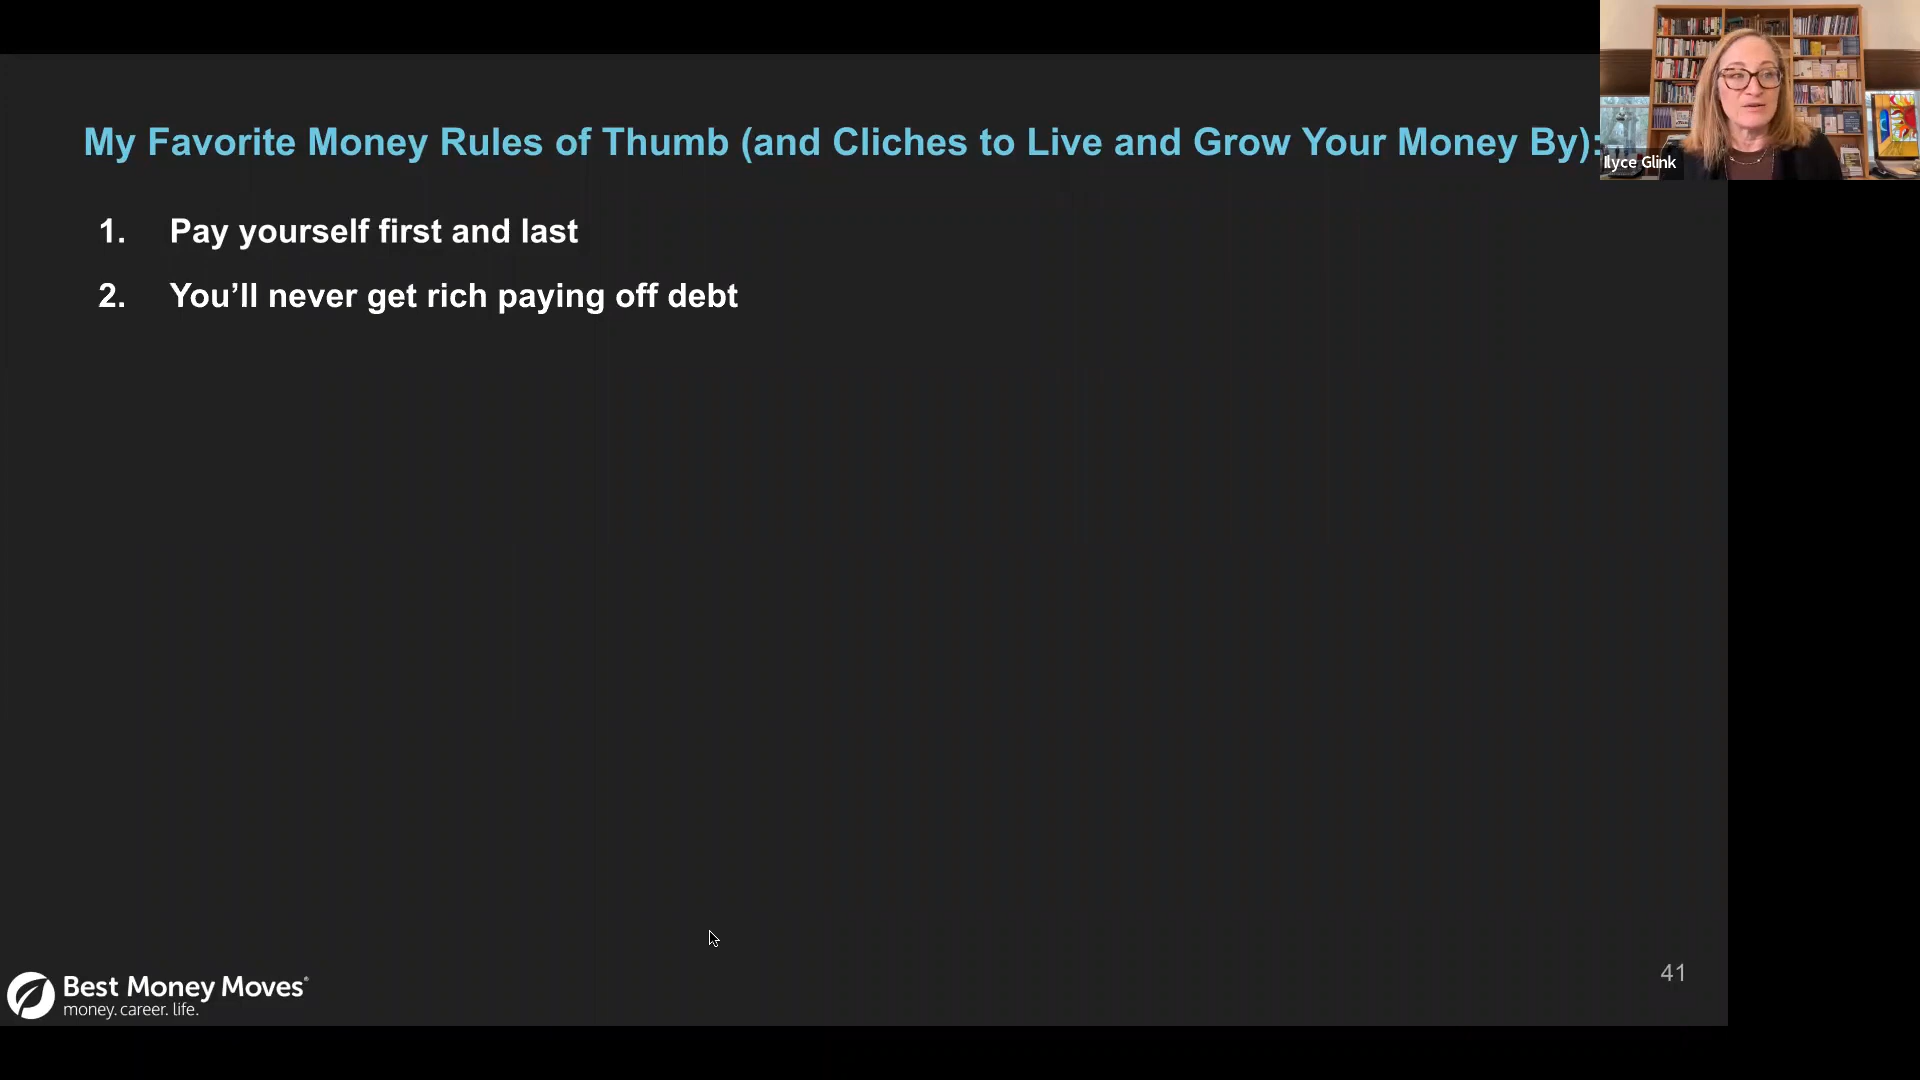 My Favorite Money Rules of Thumb (and Cliches to Live and Grow Your Money By):
Ilyce Glink
1. Pay yourself first and last
2. You’ll never get rich paying off debt
Best Money Moves®
money. career. life.
41